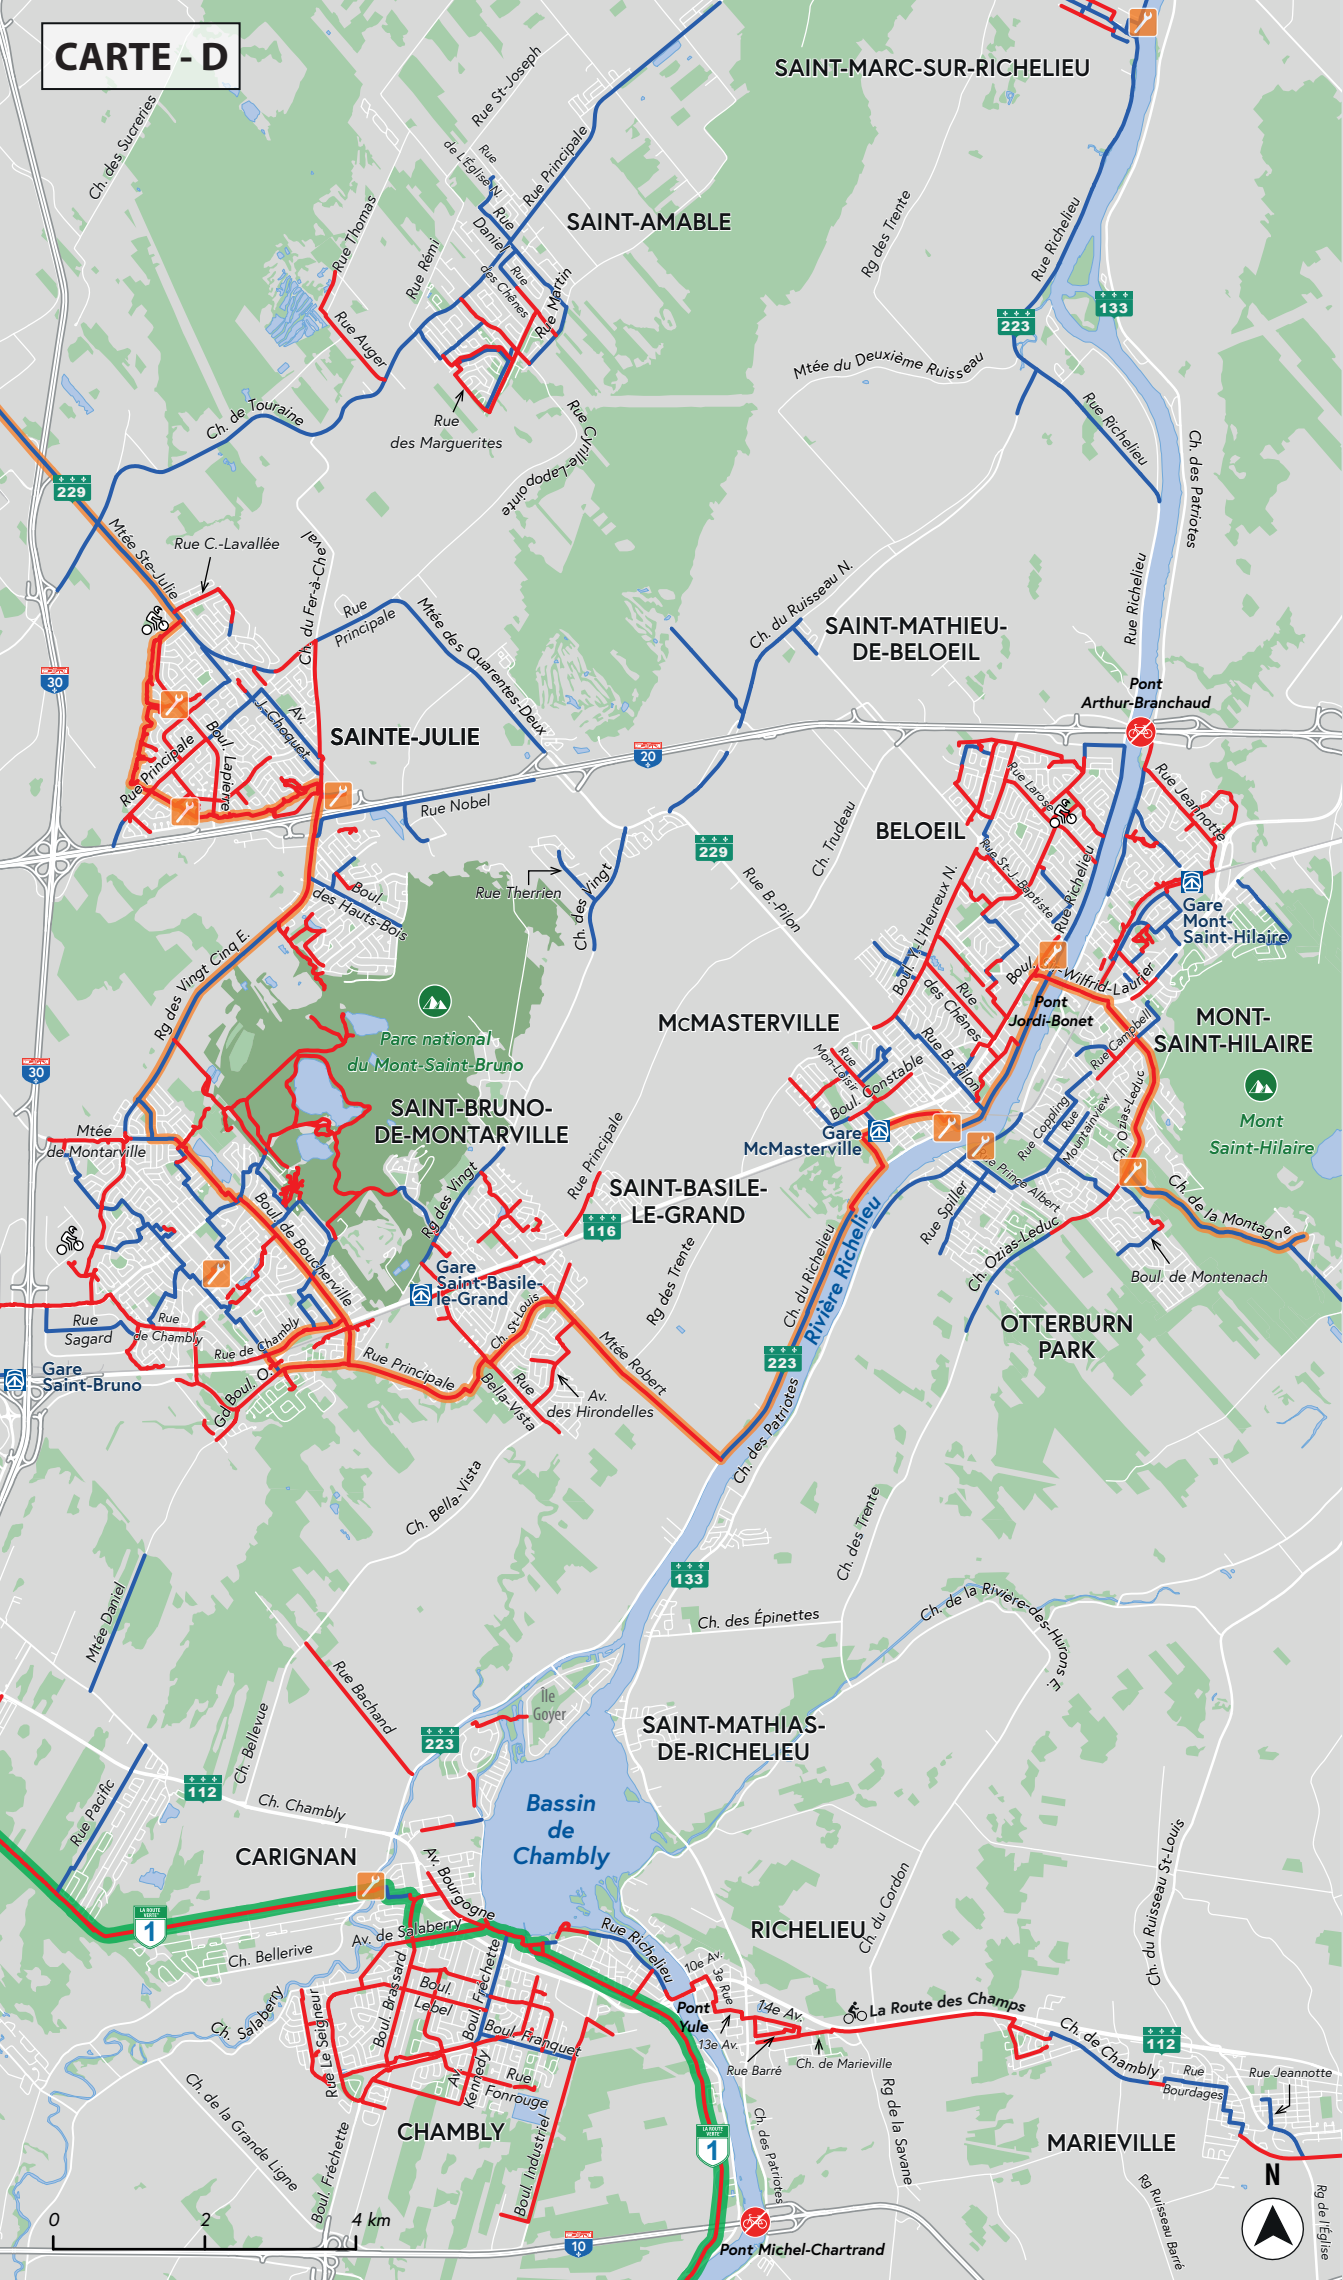 CARTE - D
SAINT-MARC-SUR-RICHELIEU
Ch. des Sucreries
Rue St-Joseph
Rue
de L'Église N.
Rue Principale
Rue Thomas
Rue Rémi
Rue
Daniel
SAINT-AMABLE
Rg des Trente
Rue Richelieu
Rue
des Chênes
Rue Martin
133
223
Rue Auger
Mtée du Deuxième Ruisseau
Ch. de Touraine
Rue
des Marguerites
Rue Cyrille-Lapointe
Rue Richelieu
Ch. des Patriotes
229
Mtée Ste-Julie
Rue C.-Lavallée
Ch. du Fer-à-Cheval
Rue
Principale
Mtée des Quarantes-Deux
Ch. du Ruisseau N.
SAINT-MATHIEU-
DE-BELOEIL
Rue Richelieu
30
Pont
Arthur-Branchaud
Av.
J.-Choquet
SAINTE-JULIE
Boul. Lapierre
Rue Principale
20
Rue Nobel
229
Ch. Trudeau
BELOEIL
Rue Larose
Rue Jeannotte
Rue St-J.-Baptiste
Rue Richelieu
Rue Therrien
Ch. des Vingt
Rue B.-Pilon
Boul.
des Hauts-Bois
Boul. Y.-L'Heureux N.
Gare
Mont-
Saint-Hilaire
Rg des Vingt Cinq E.
Boul. Wilfrid-Laurier
Rue
des Chênes
Pont
Jordi-Bonet
Parc national
du Mont-Saint-Bruno
McMASTERVILLE
MONT-
SAINT-HILAIRE
Rue Campbell
Rue B.-Pilon
Rue
Mon-Loisir
Boul. Constable
30
SAINT-BRUNO-
DE-MONTARVILLE
Mont
Saint-Hilaire
Gare
McMasterville
Mtée
de Montarville
Rue Principale
Rue Coppling
Rue
Mountainview
Ch. Ozias-Leduc
Rue Prince Albert
Rue Spiller
Ch. de la Montagne
Rg des Vingt
SAINT-BASILE-
LE-GRAND
116
Boul. de Boucherville
Gare
Saint-Basile-
le-Grand
Rg des Trente
Ch. du Richelieu
Rivière Richelieu
Ch. Ozias-Leduc
Boul. de Montenach
OTTERBURN
PARK
Rue
Sagard
Rue
de Chambly
Rue de Chambly
Ch. St-Louis
Mtée Robert
223
Gare
Saint-Bruno
Rue Principale
Gd Boul. O.
Rue
Bella-Vista
Av.
des Hirondelles
Ch. des Patriotes
Ch. Bella-Vista
Ch. des Trente
133
Mtée Daniel
Ch. des Épinettes
Ch. de la Rivière-des-Hurons E.
Rue Bachand
Île
Goyer
SAINT-MATHIAS-
DE-RICHELIEU
Ch. Bellevue
223
112
Rue Pacific
Ch. Chambly
Bassin
de
Chambly
CARIGNAN
Av. Bourgogne
Ch. du Ruisseau St-Louis
Ch. du Cordon
LA ROUTE
VERTE
1
Av. de Salaberry
Ch. Bellerive
Rue Richelieu
RICHELIEU
10e Av.
3e Rue
Boul. Brassard
Boul.
Lebel
Boul. Fréchette
Pont
Yule
14e Av.
13e Av.
La Route des Champs
Ch. Salaberry
Rue Le Seigneur
Boul. Franquet
Rue Barré
Ch. de Marieville
Ch. de Chambly
112
Rue
Bourdages
Rue Jeannotte
Av.
Kennedy
Rue
Fonrouge
Ch. de la Grande Ligne
CHAMBLY
Rg de la Savane
MARIEVILLE
LA ROUTE
VERTE
1
Boul. Fréchette
Boul. Industriel
Ch. des Patriotes
Rg Ruisseau Barré
Rg de l'Église
N
0 2 4 km
10
Pont Michel-Chartrand